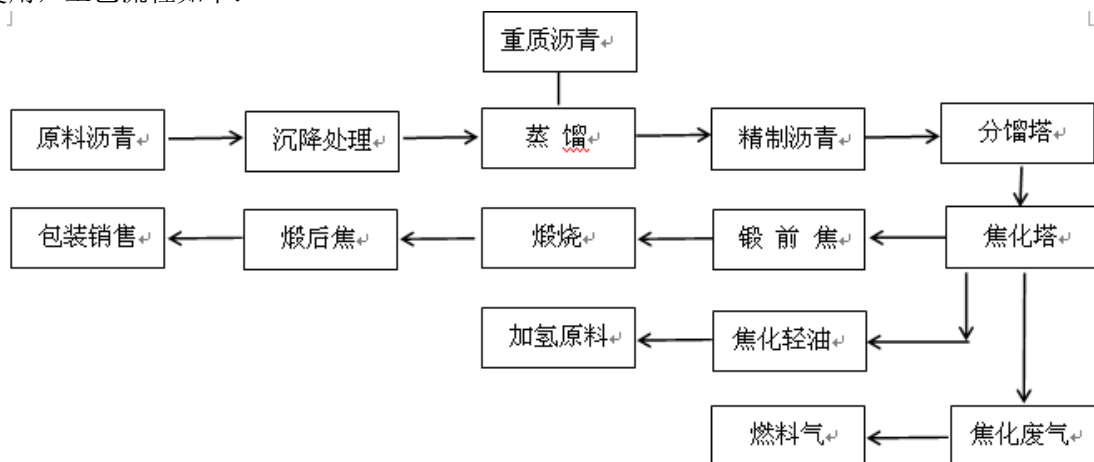 重质沥青
原料沥青
沉降处理
蒸 馏
精制沥青
分馏塔
包装销售
煅后焦
煅烧
锻 前 焦
焦化塔
加氢原料
焦化轻油
燃料气
焦化废气